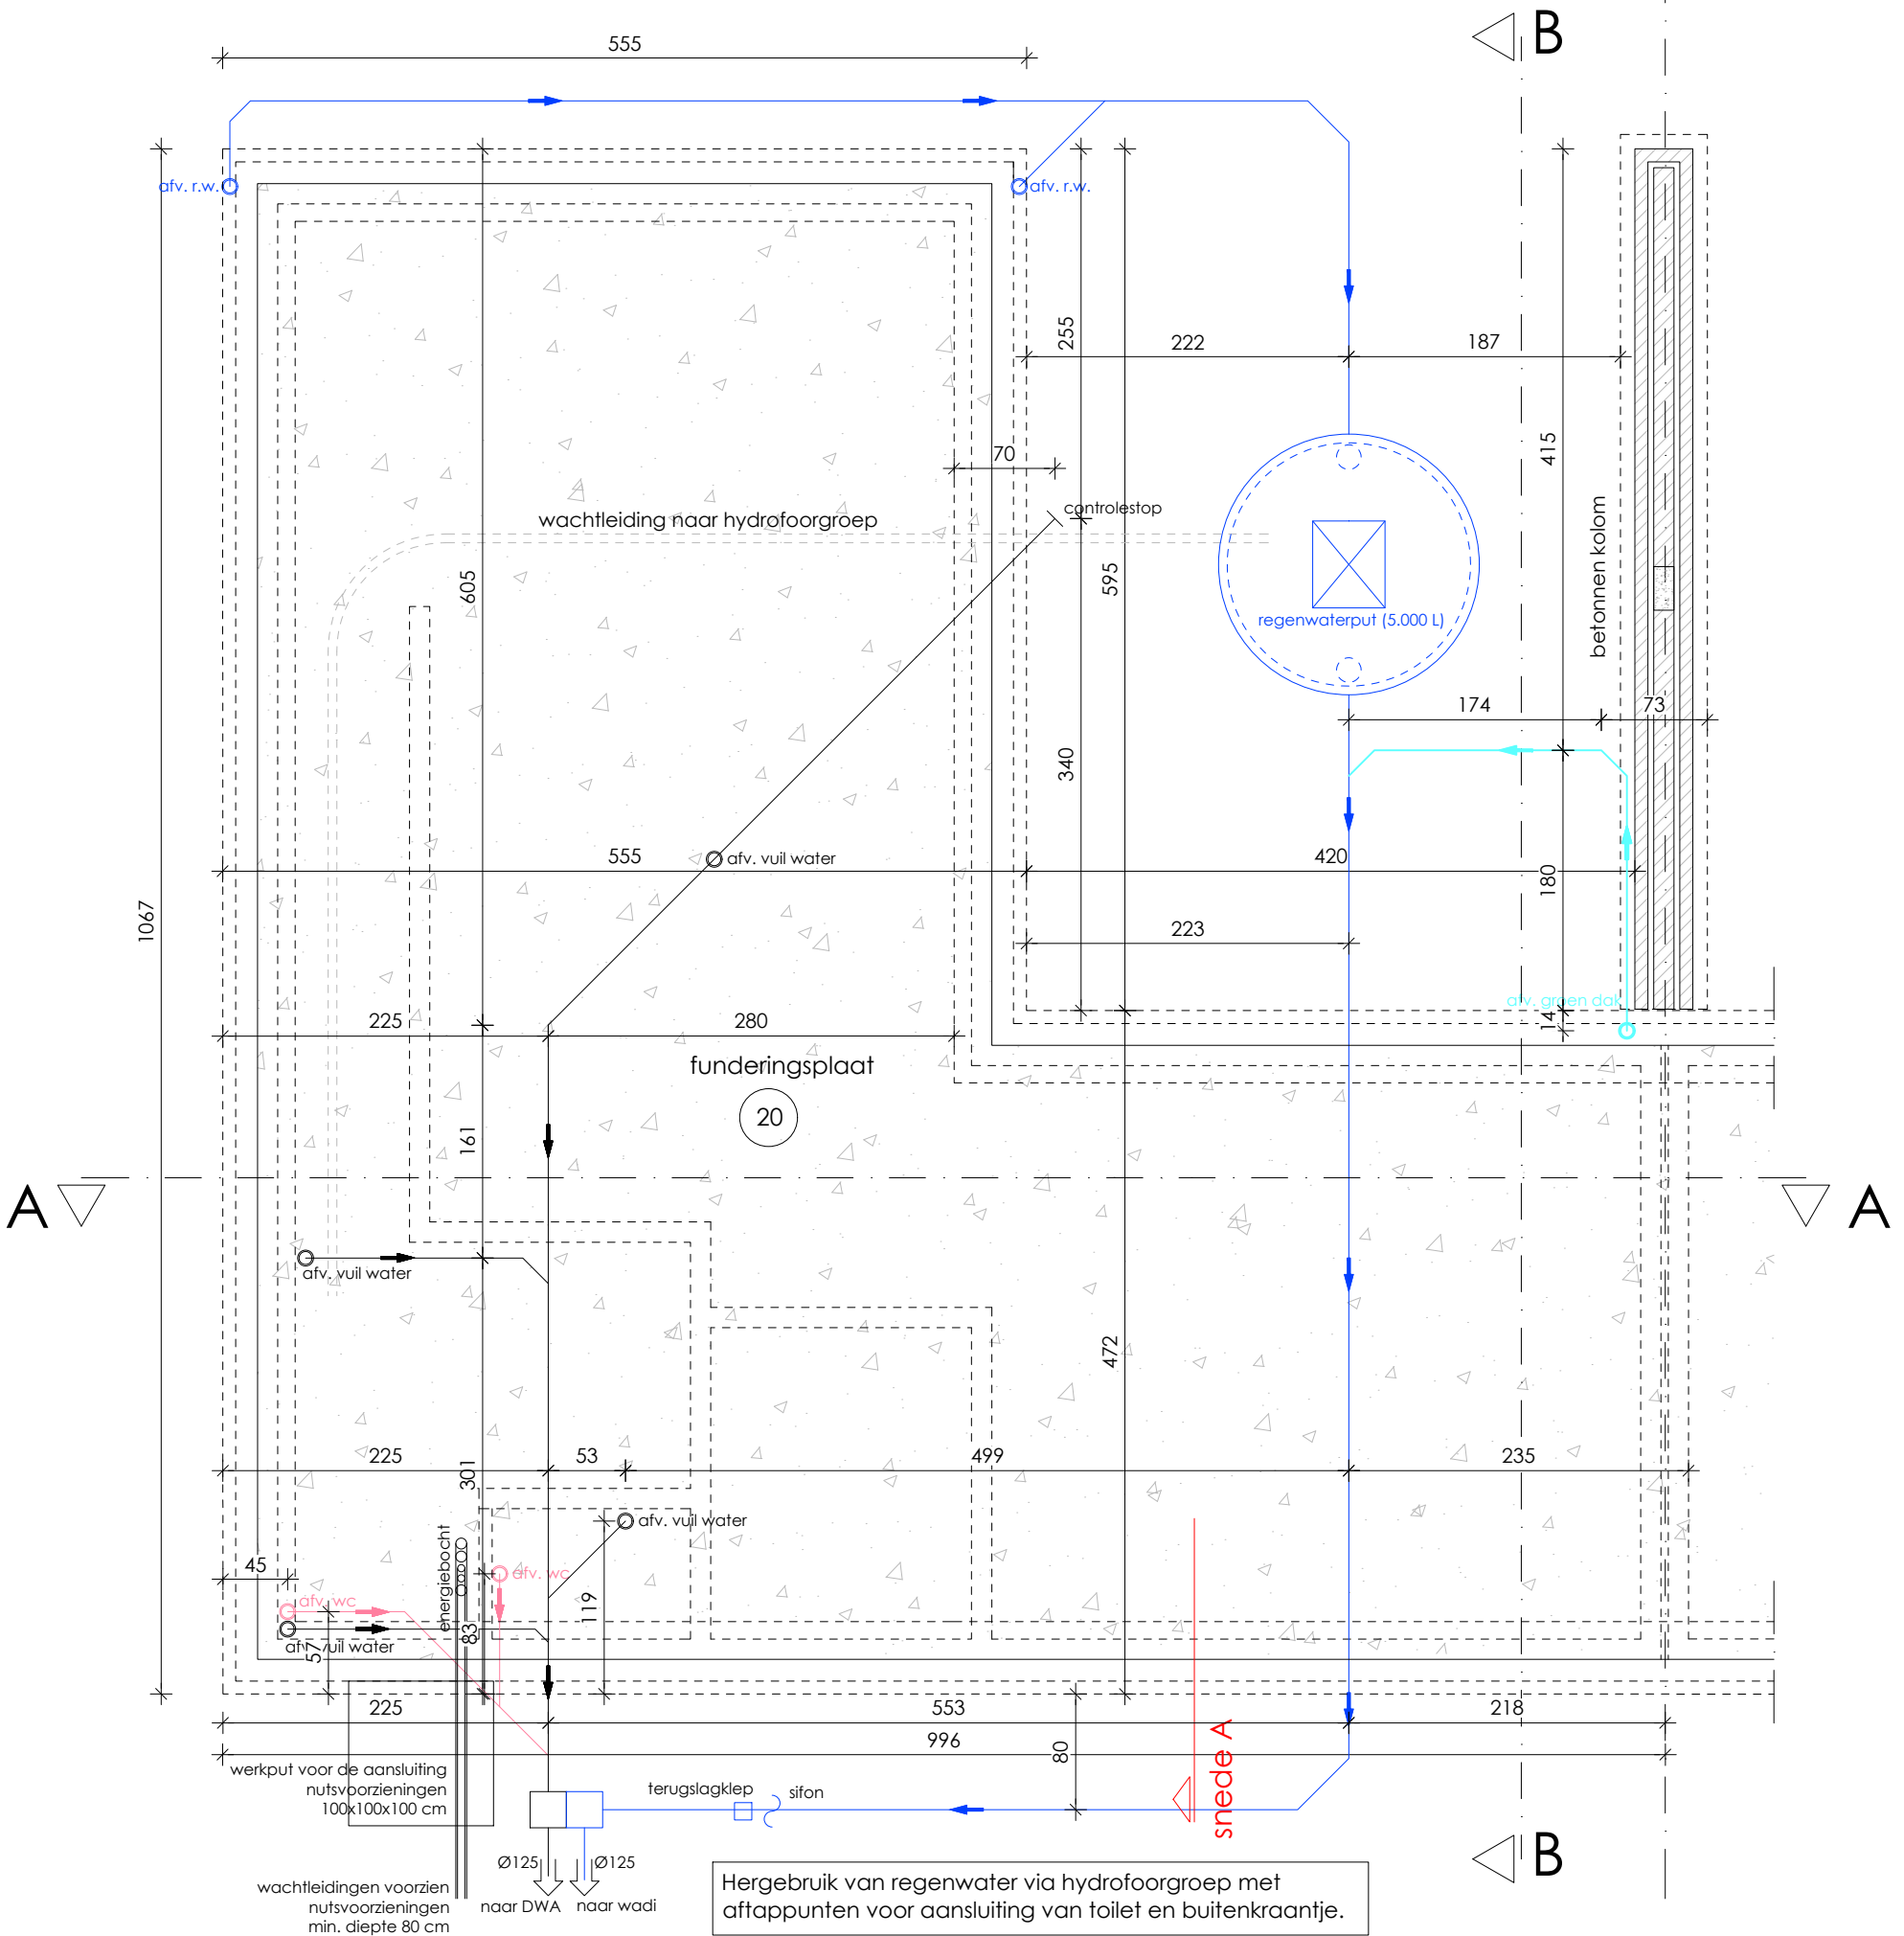 B
555
afv. r.w.
afv. r.w.
255
222
187
415
70
controlestop
wachtleiding naar hydrofoorgroep
betonnen kolom
605
595
regenwaterput (5.000 L)
174
73
340
555
afv. vuil water
420
180
1067
223
afv. groen dak
14
225
280
funderingsplaat
20
161
A
A
afv. vuil water
472
225
53
499
235
301
afv. vuil water
energiebocht
45
afv. wc
afv. wc
119
83
afv. vuil water
57
225
553
218
996
80
snede A
werkput voor de aansluiting
nutsvoorzieningen
100x100x100 cm
terugslagklep
sifon
B
Ø125
Ø125
wachtleidingen voorzien
nutsvoorzieningen
min. diepte 80 cm
naar DWA
naar wadi
Hergebruik van regenwater via hydrofoorgroep met
aftappunten voor aansluiting van toilet en buitenkraantje.